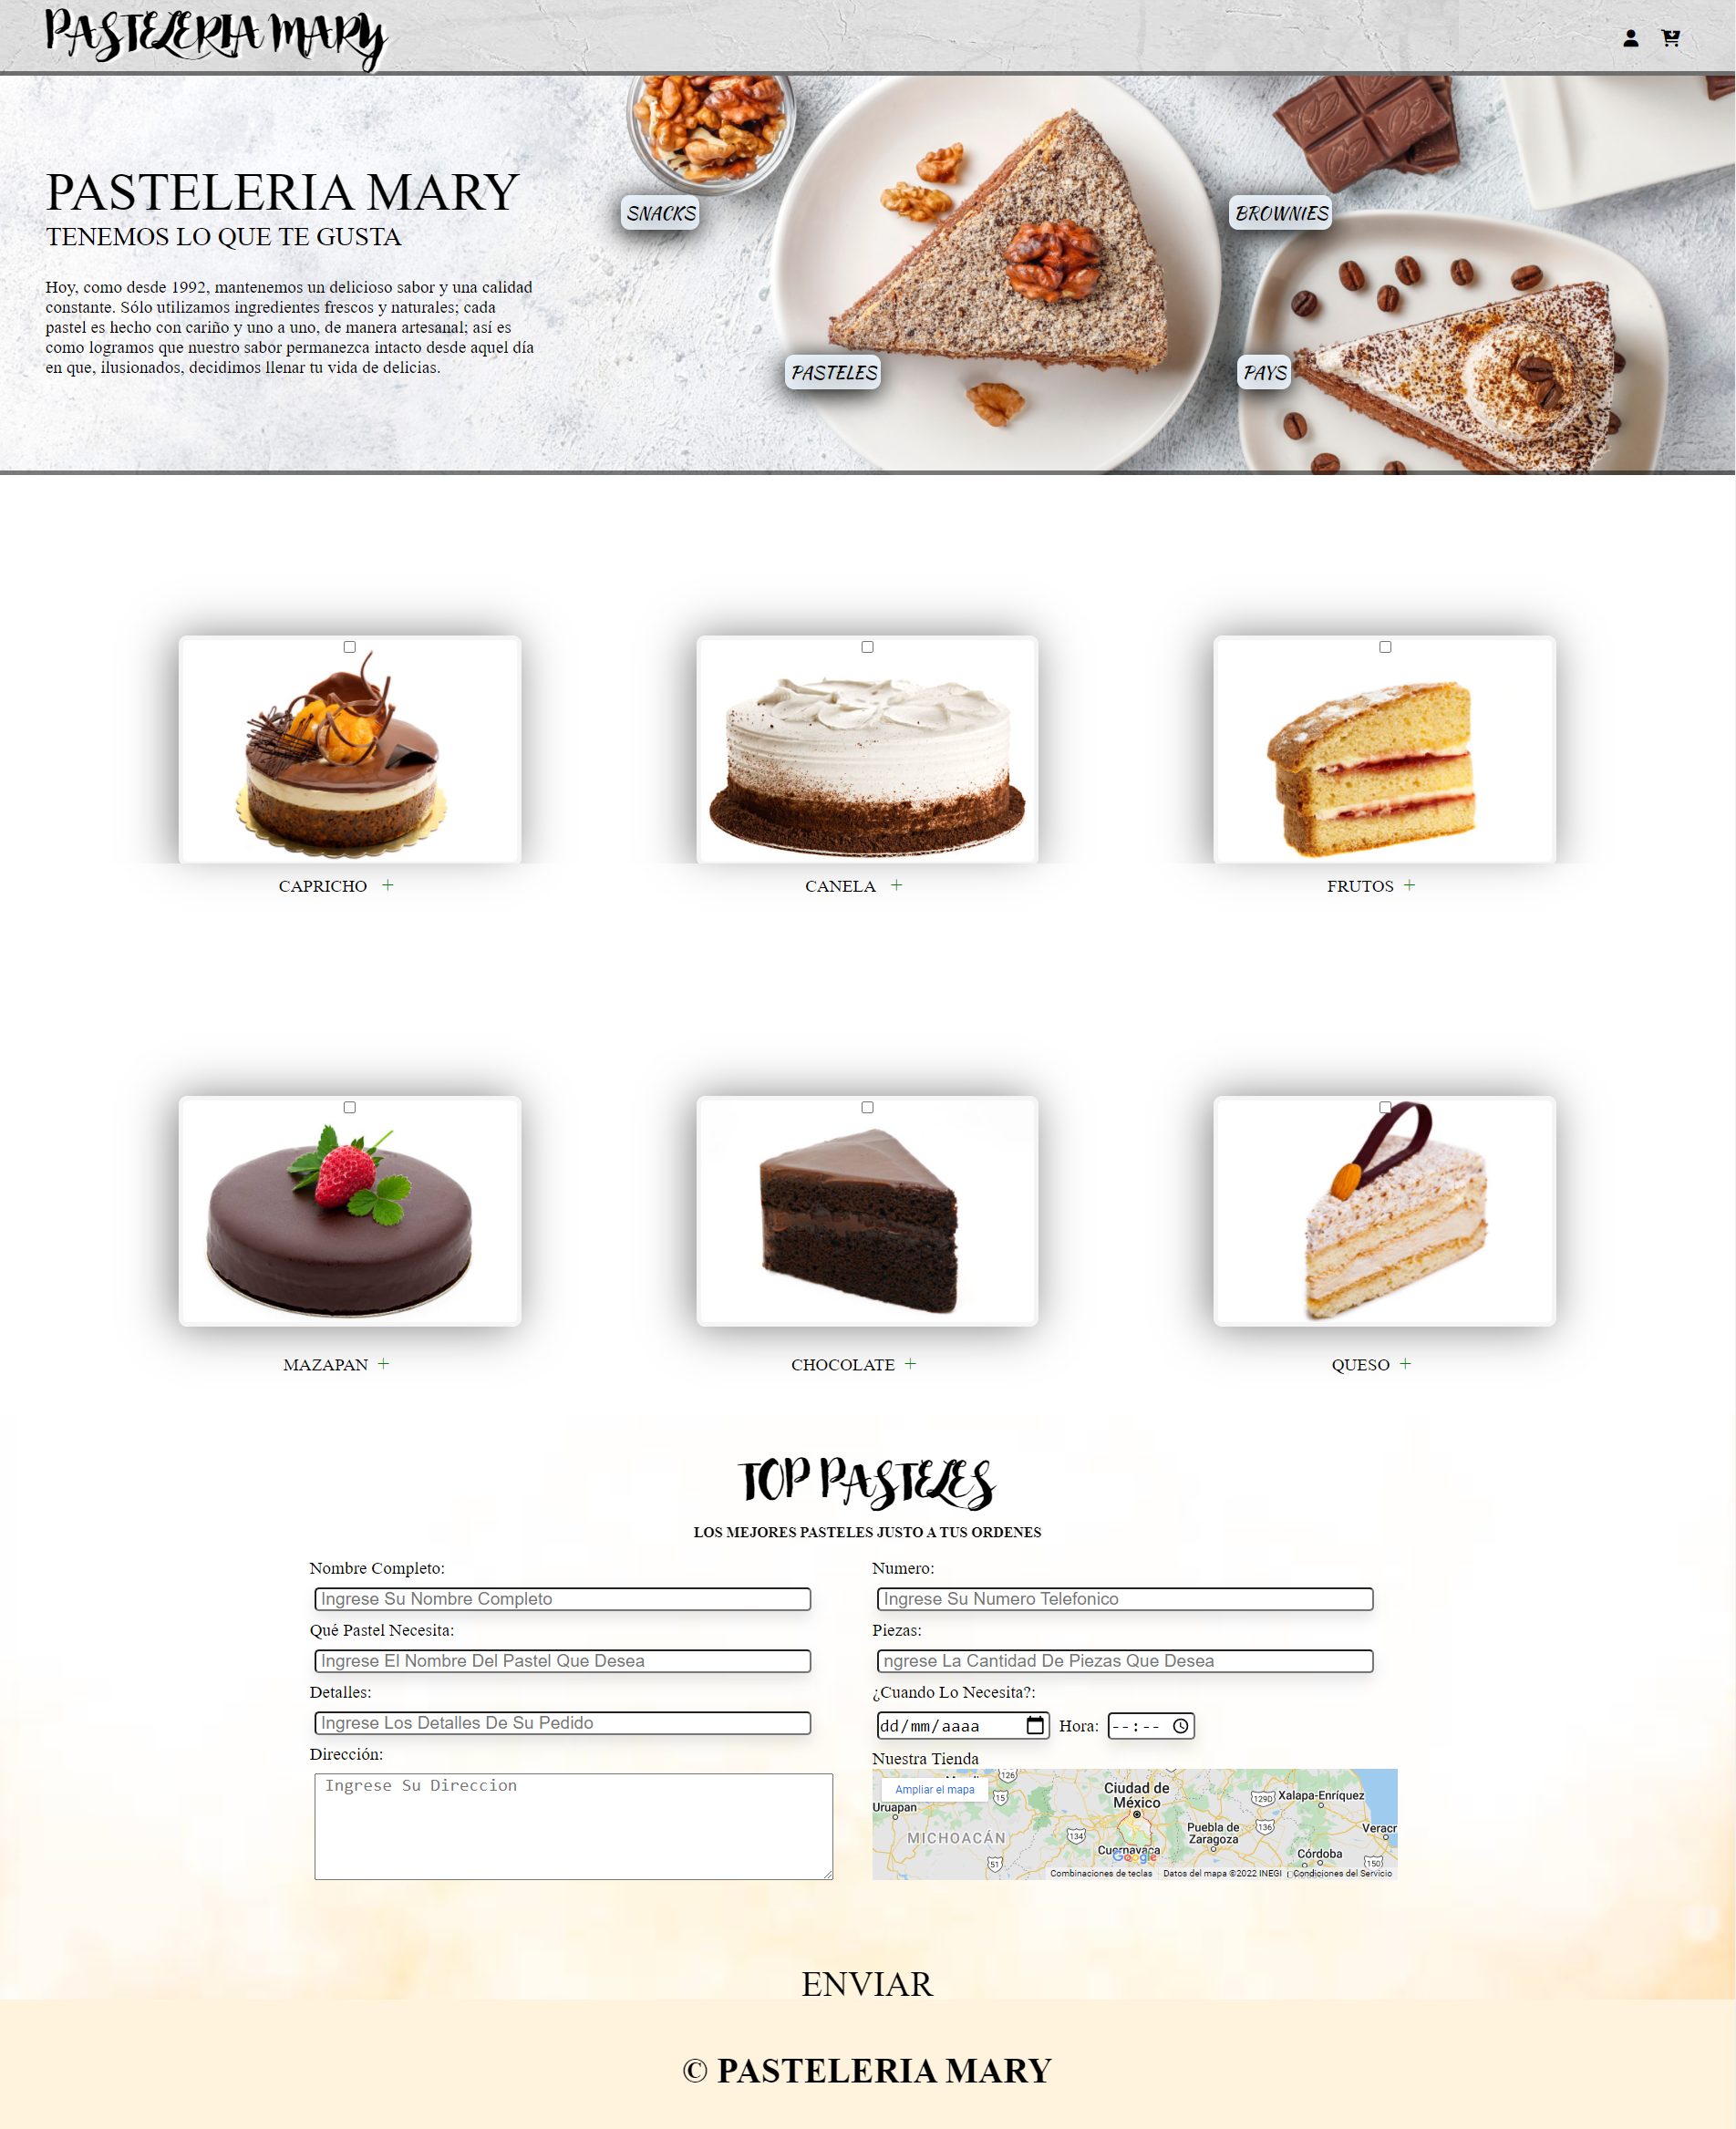 PASTELERIA MARY
PASTELERIA MARY
TENEMOS LO QUE TE GUSTA
Hoy, como desde 1992, mantenemos un delicioso sabor y una calidad
constante. Sólo utilizamos ingredientes frescos y naturales; cada
pastel es hecho con cariño y uno a uno, de manera artesanal; así es
como logramos que nuestro sabor permanezca intacto desde aquel día
en que, ilusionados, decidimos llenar tu vida de delicias.
SNACKS
BROWNIES
PASTELES
PAYS
CAPRICHO +
CANELA +
FRUTOS +
MAZAPAN +
CHOCOLATE +
QUESO +
TOP PASTELES
LOS MEJORES PASTELES JUSTO A TUS ORDENES
Nombre Completo:
Ingrese Su Nombre Completo
Numero:
Ingrese Su Numero Telefonico
Qué Pastel Necesita:
Ingrese El Nombre Del Pastel Que Desea
Piezas:
ngrese La Cantidad De Piezas Que Desea
Detalles:
Ingrese Los Detalles De Su Pedido
¿Cuando Lo Necesita?:
dd/mm/aaaa Hora: --:--
Dirección:
Ingrese Su Direccion
Nuestra Tienda
Ampliar el mapa
126
15
Ciudad de
México
129D
Xalapa-Enríquez
Uruapan
MICHOACÁN
134
Puebla de
Zaragoza
136
Veracr
Cuernavaca
Google
51
Córdoba
150
Combinaciones de teclas
Datos del mapa ©2022 INEGI
Condiciones del Servicio
ENVIAR
© PASTELERIA MARY